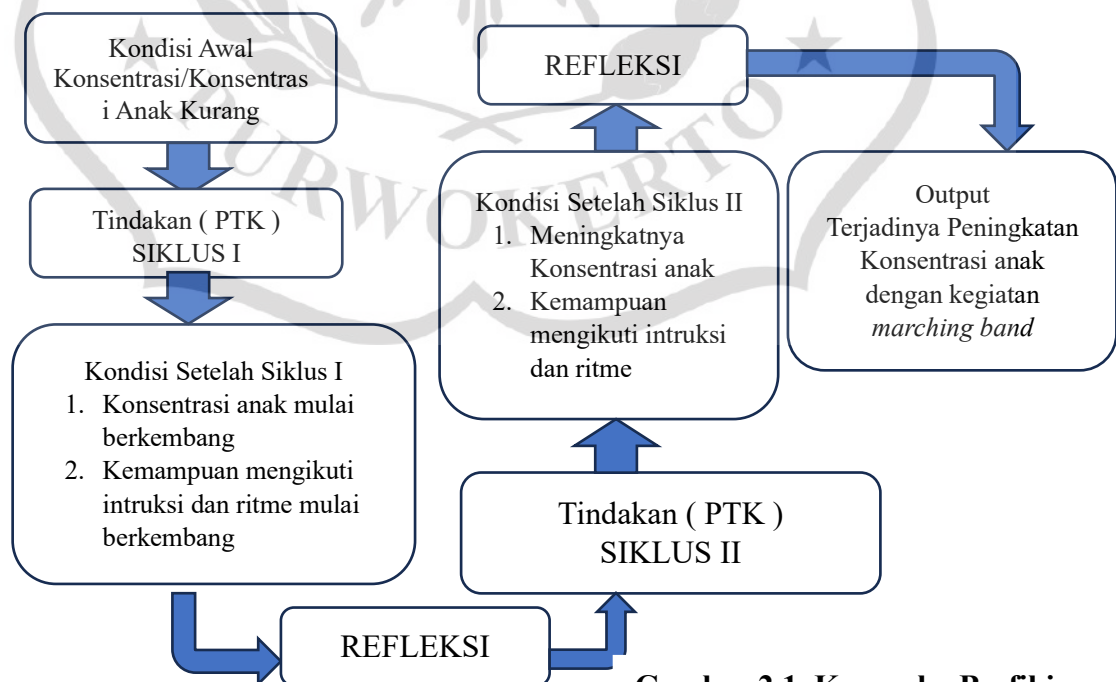 Kondisi Awal
Konsentrasi/Konsentras
i Anak Kurang
Tindakan ( PTK )
SIKLUS I
Kondisi Setelah Siklus I
1. Konsentrasi anak mulai
berkembang
2. Kemampuan mengikuti
intruksi dan ritme mulai
berkembang
REFLEKSI
Tindakan ( PTK )
SIKLUS II
Kondisi Setelah Siklus II
1. Meningkatnya
Konsentrasi anak
2. Kemampuan
mengikuti intruksi
dan ritme
REFLEKSI
Output
Terjadinya Peningkatan
Konsentrasi anak
dengan kegiatan
marching band
PURWOKERTO